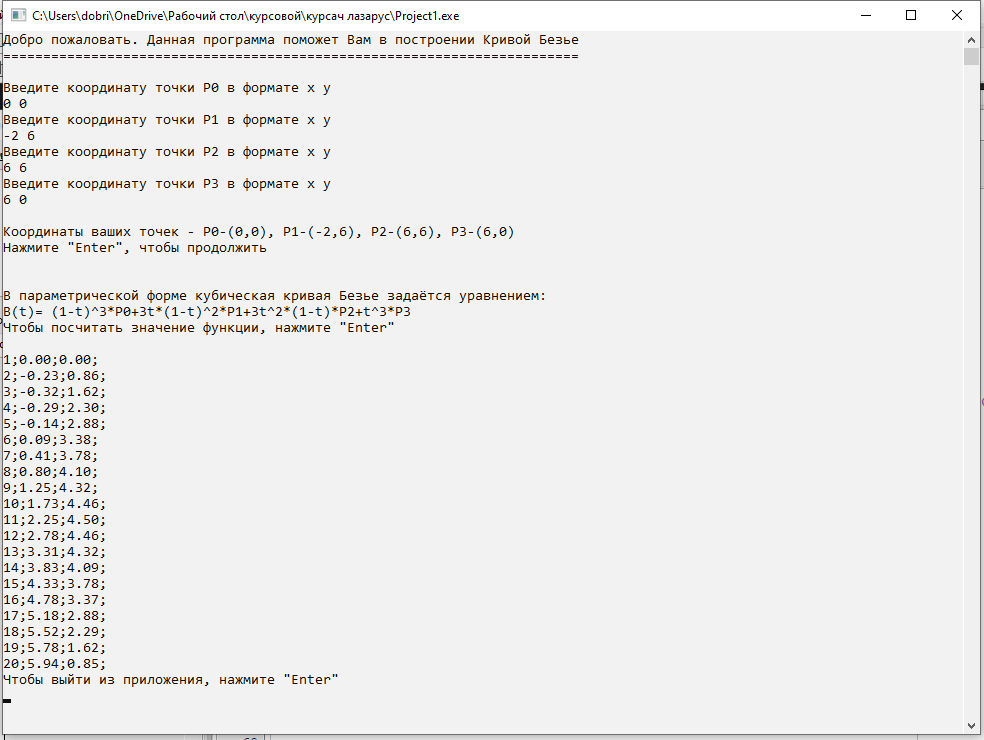 C:\Users\dobri\OneDrive\Рабочий стол\курсовой\курсач лазарус\Project1.exe
Добро пожаловать. Данная программа поможет Вам в построении Кривой Безье
========================================================================
Введите координату точки P0 в формате x y
0 0
Введите координату точки P1 в формате x y
-2 6
Введите координату точки P2 в формате x y
6 6
Введите координату точки P3 в формате x y
6 0
Координаты ваших точек - P0-(0,0), P1-(-2,6), P2-(6,6), P3-(6,0)
Нажмите "Enter", чтобы продолжить
В параметрической форме кубическая кривая Безье задаётся уравнением:
B(t)= (1-t)^3*P0+3t*(1-t)^2*P1+3t^2*(1-t)*P2+t^3*P3
Чтобы посчитать значение функции, нажмите "Enter"
1;0.00;0.00;
2;-0.23;0.86;
3;-0.32;1.62;
4;-0.29;2.30;
5;-0.14;2.88;
6;0.09;3.38;
7;0.41;3.78;
8;0.80;4.10;
9;1.25;4.32;
10;1.73;4.46;
11;2.25;4.50;
12;2.78;4.46;
13;3.31;4.32;
14;3.83;4.09;
15;4.33;3.78;
16;4.78;3.37;
17;5.18;2.88;
18;5.52;2.29;
19;5.78;1.62;
20;5.94;0.85;
Чтобы выйти из приложения, нажмите "Enter"